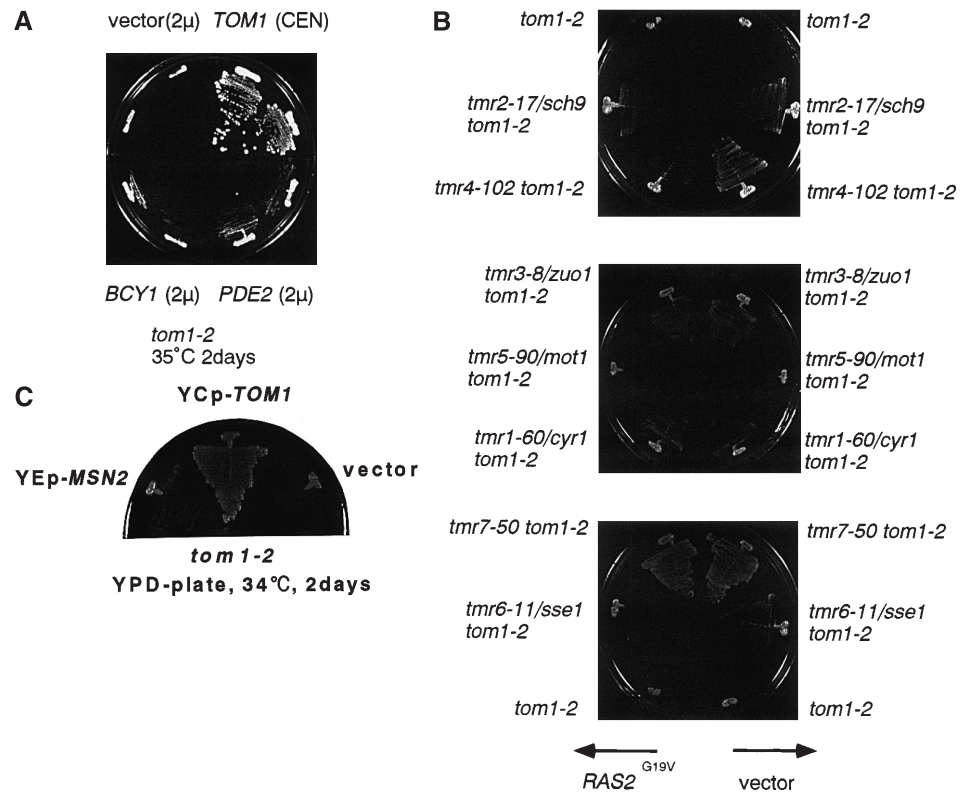 A
vector(2μ) TOM1 (CEN)
BCY1 (2μ) PDE2 (2μ)
tom1-2
35˚C 2days
B
tom1-2
tom1-2
tmr2-17/sch9
tom1-2
tmr2-17/sch9
tom1-2
tmr4-102 tom1-2
tmr4-102 tom1-2
tmr3-8/zuo1
tom1-2
tmr3-8/zuo1
tom1-2
tmr5-90/mot1
tom1-2
tmr5-90/mot1
tom1-2
tmr1-60/cyr1
tom1-2
tmr1-60/cyr1
tom1-2
tmr7-50 tom1-2
tmr7-50 tom1-2
tmr6-11/sse1
tom1-2
tmr6-11/sse1
tom1-2
tom1-2
tom1-2
RAS2 G19V
vector
C
YCp-TOM1
YEp-MSN2
vector
tom1-2
YPD-plate, 34℃, 2days